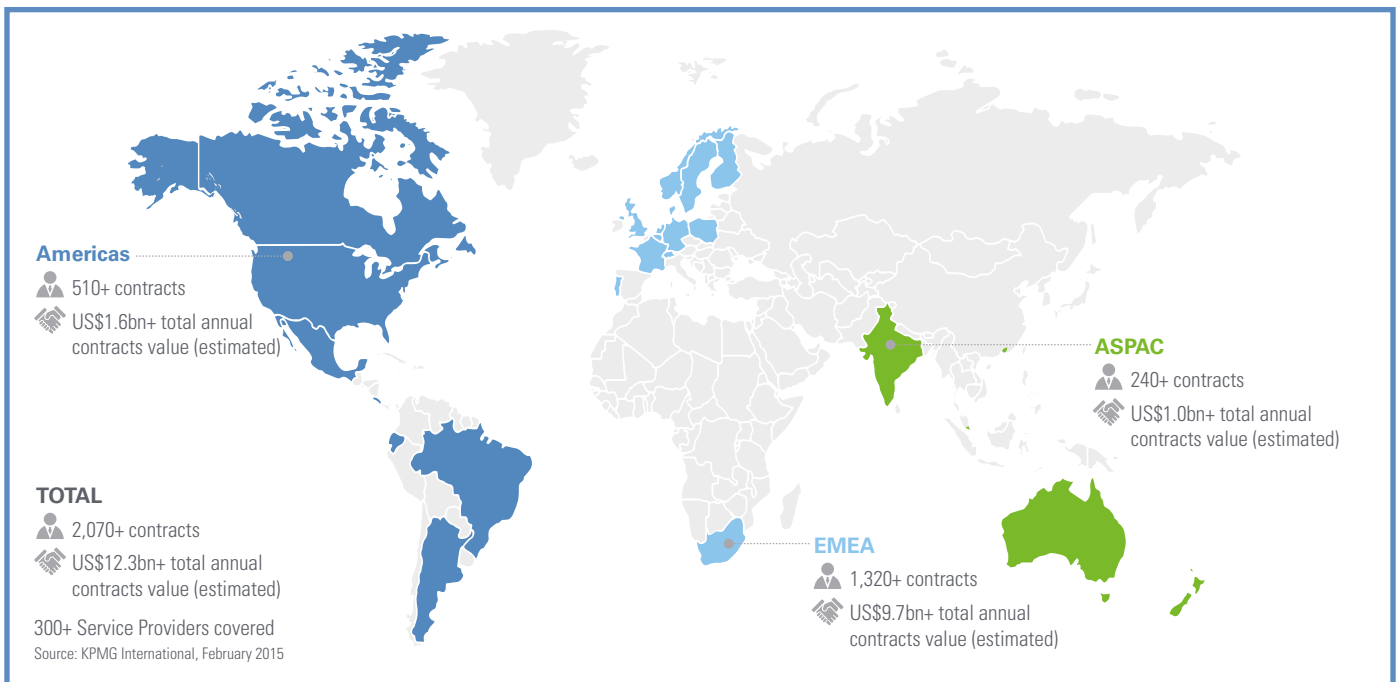 Americas
510+ contracts
US$1.6bn+ total annual
contracts value (estimated)
ASPAC
240+ contracts
US$1.0bn+ total annual
contracts value (estimated)
TOTAL
2,070+ contracts
US$12.3bn+ total annual
contracts value (estimated)
300+ Service Providers covered
Source: KPMG International, February 2015
EMEA
1,320+ contracts
US$9.7bn+ total annual
contracts value (estimated)